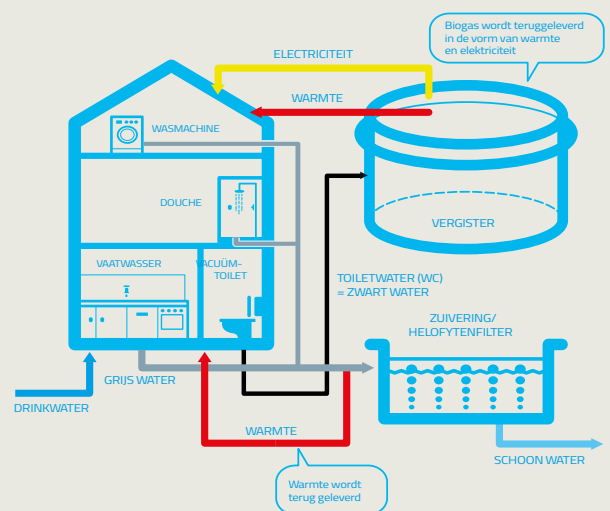 Biogas wordt teruggeleverd
in de vorm van warmte
en elektriciteit
ELECTRICITEIT
WARMTE
WASMACHINE
DOUCHE
VERGISTER
VAATWASSER
VACUÜM-
TOILET
TOILETWATER (WC)
= ZWART WATER
ZUIVERING/
HELOFYTENFILTER
GRIJS WATER
DRINKWATER
WARMTE
SCHOON WATER
Warmte wordt
terug geleverd